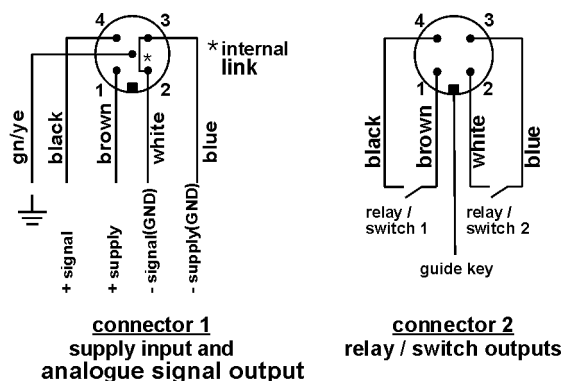 4 3
* internal
link
1 2
gn/ye
black
brown
white
blue
+ signal
+ supply
- signal(GND)
- supply(GND)
connector 1
supply input and
analogue signal output
4 3
1 2
black
brown
white
blue
relay /
switch 1
relay /
switch 2
guide key
connector 2
relay / switch outputs